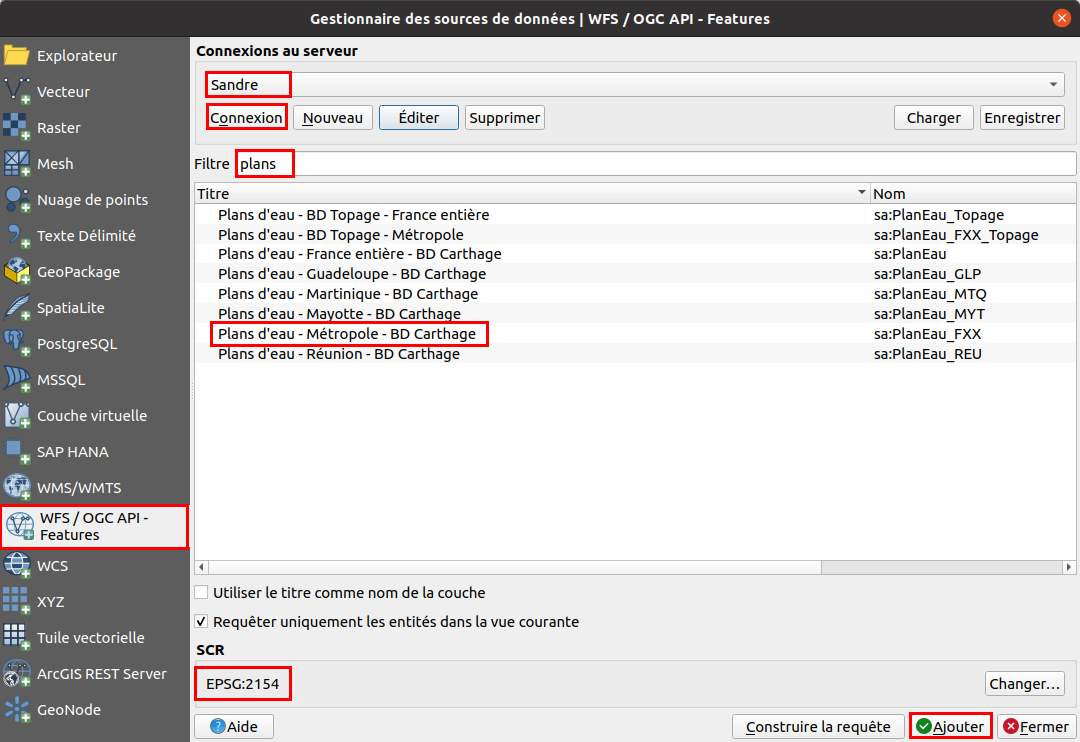 Gestionnaire des sources de données | WFS / OGC API - Features
Explorateur
Vecteur
Raster
Mesh
Nuage de points
Texte Délimité
GeoPackage
SpatiaLite
PostgreSQL
MSSQL
Couche virtuelle
SAP HANA
WMS/WMTS
WFS / OGC API -
Features
WCS
XYZ
Tuile vectorielle
ArcGIS REST Server
GeoNode
Connexions au serveur
Sandre
Connexion Nouveau Éditer Supprimer Charger Enregistrer
Filtre plans
Titre Nom
Plans d'eau - BD Topage - France entière sa:PlanEau_Topage
Plans d'eau - BD Topage - Métropole sa:PlanEau_FXX_Topage
Plans d'eau - France entière - BD Carthage sa:PlanEau
Plans d'eau - Guadeloupe - BD Carthage sa:PlanEau_GLP
Plans d'eau - Martinique - BD Carthage sa:PlanEau_MTQ
Plans d'eau - Mayotte - BD Carthage sa:PlanEau_MYT
Plans d'eau - Métropole - BD Carthage sa:PlanEau_FXX
Plans d'eau - Réunion - BD Carthage sa:PlanEau_REU
Utiliser le titre comme nom de la couche
Requêter uniquement les entités dans la vue courante
SCR
EPSG:2154 Changer...
Aide Construire la requête Ajouter Fermer